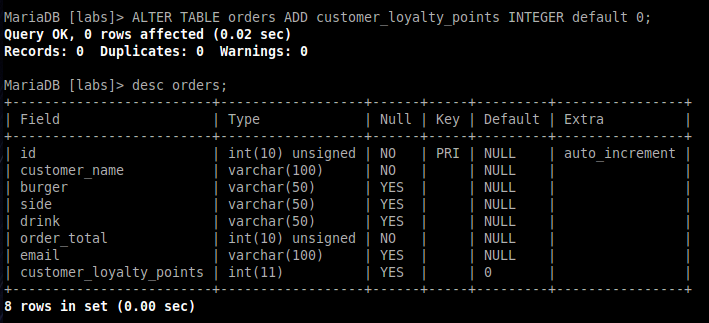 MariaDB [labs]> ALTER TABLE orders ADD customer_loyalty_points INTEGER default 0;
Query OK, 0 rows affected (0.02 sec)
Records: 0  Duplicates: 0  Warnings: 0

MariaDB [labs]> desc orders;
+-------------------------+------------------+------+-----+---------+----------------+
| Field                   | Type             | Null | Key | Default | Extra          |
+-------------------------+------------------+------+-----+---------+----------------+
| id                      | int(10) unsigned | NO   | PRI | NULL    | auto_increment |
| customer_name           | varchar(100)     | NO   |     | NULL    |                |
| burger                  | varchar(50)      | YES  |     | NULL    |                |
| side                    | varchar(50)      | YES  |     | NULL    |                |
| drink                   | varchar(50)      | YES  |     | NULL    |                |
| order_total             | int(10) unsigned | NO   |     | NULL    |                |
| email                   | varchar(100)     | YES  |     | NULL    |                |
| customer_loyalty_points | int(11)          | YES  |     | 0       |                |
+-------------------------+------------------+------+-----+---------+----------------+
8 rows in set (0.00 sec)